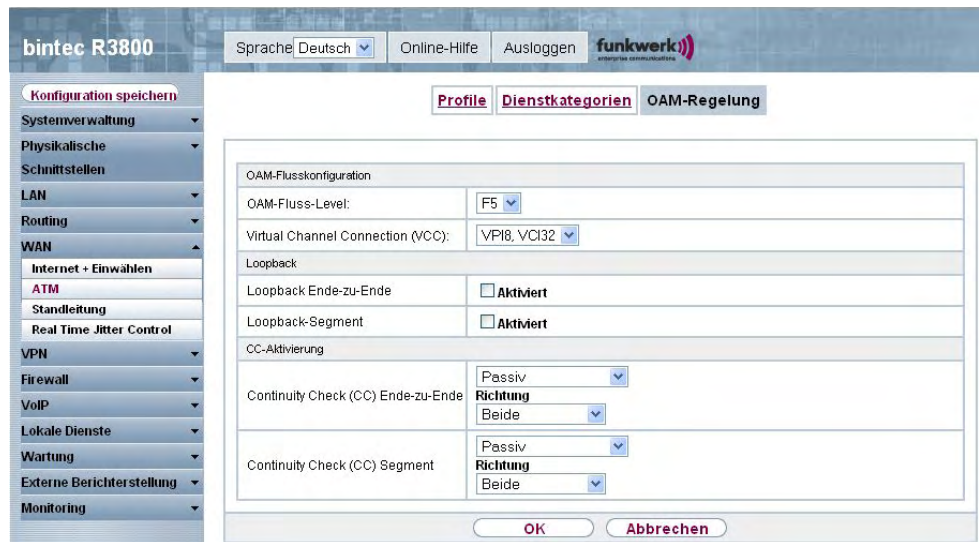 bintec R3800
Sprache Deutsch
Online-Hilfe
Ausloggen
funkwerk
enterprise communications
Konfiguration speichern
Systemverwaltung
Physikalische
Schnittstellen
LAN
Routing
WAN
Internet + Einwählen
ATM
Standleitung
Real Time Jitter Control
VPN
Firewall
VoIP
Lokale Dienste
Wartung
Externe Berichterstellung
Monitoring
Profile
Dienstkategorien
OAM-Regelung
OAM-Flusskonfiguration
OAM-Fluss-Level:
F5
Virtual Channel Connection (VCC):
VPI8, VCI32
Loopback
Loopback Ende-zu-Ende
Aktiviert
Loopback-Segment
Aktiviert
CC-Aktivierung
Continuity Check (CC) Ende-zu-Ende
Passiv
Richtung
Beide
Continuity Check (CC) Segment
Passiv
Richtung
Beide
OK
Abbrechen